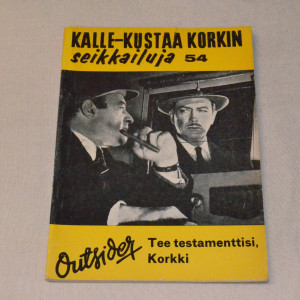 KALLE-KUSTAA KORKIN
seikkailuja 54
Outsider
Tee testamenttisi,
Korkki